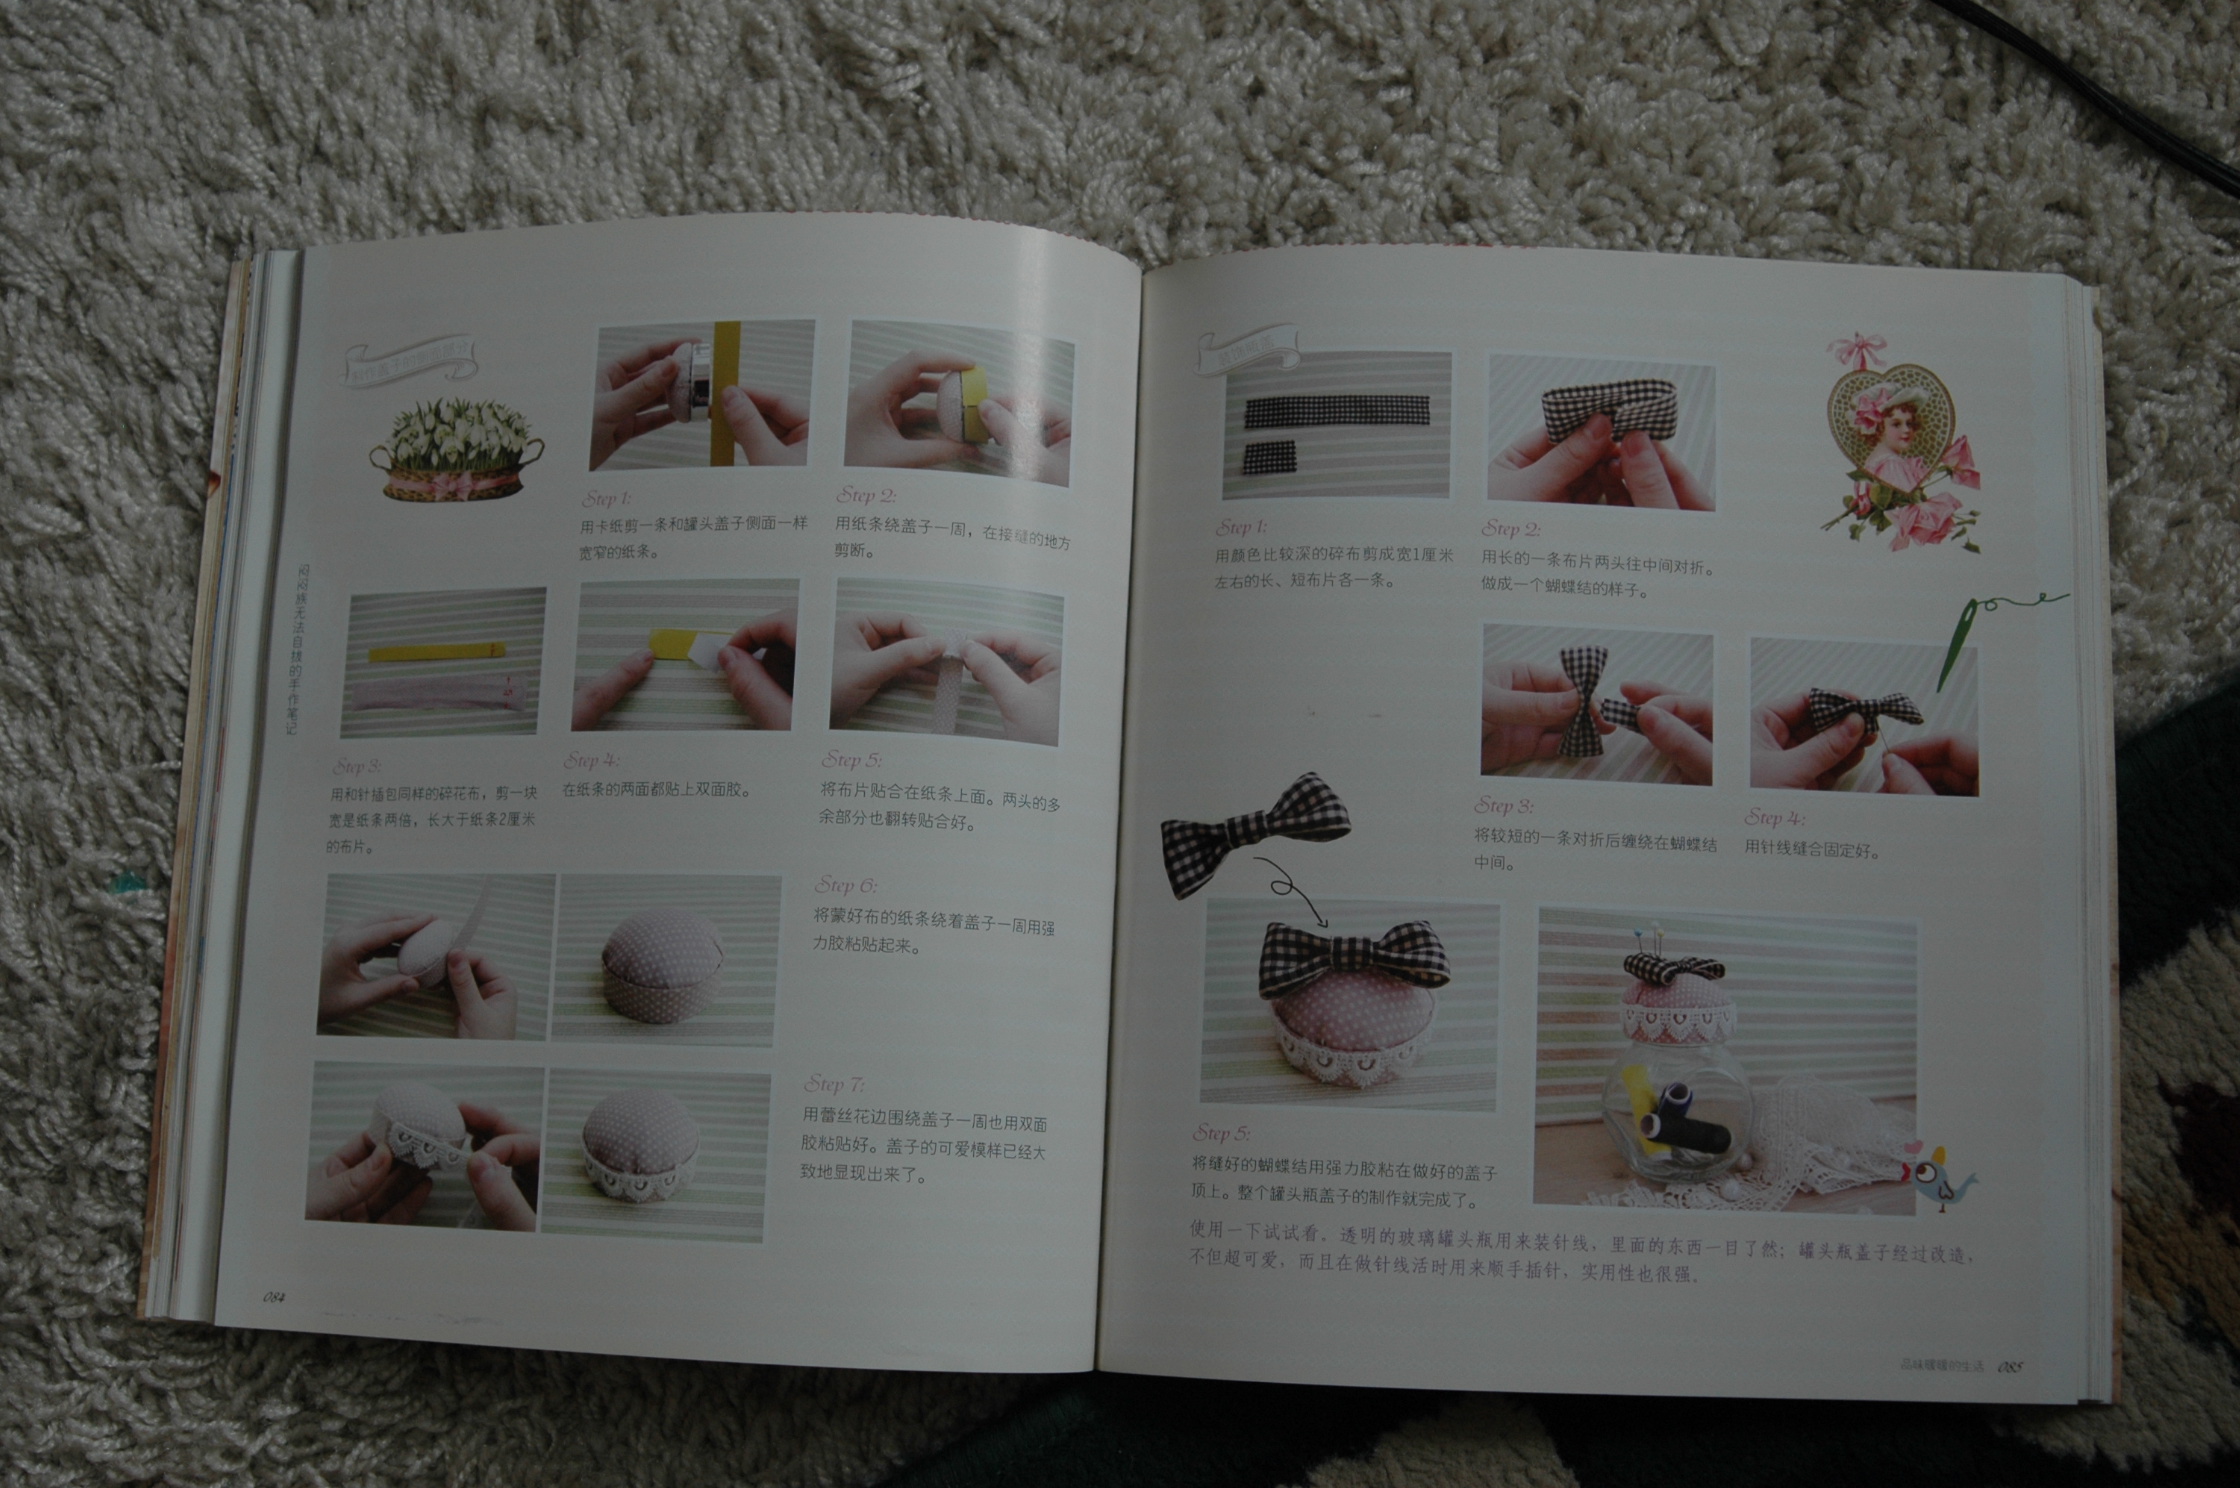 Step 1:
用卡纸剪一条和罐头盖子侧面一样
宽窄的纸条。
Step 2:
用纸条绕盖子一周，在接缝的地方
剪断。
闷闷族无法自拔的手作笔记
Step 3:
用和针插包同样的碎花布，剪一块
宽是纸条两倍，长大于纸条2厘米
的布片。
Step 4:
在纸条的两面都贴上双面胶。
Step 5:
将布片贴合在纸条上面。两头的多
余部分也翻转贴合好。
Step 6:
将蒙好布的纸条绕着盖子一周用强
力胶粘贴起来。
Step 7:
用蕾丝花边围绕盖子一周也用双面
胶粘贴好。盖子的可爱模样已经大
致地显现出来了。
084
Step 1:
用颜色比较深的碎布剪成宽1厘米
左右的长、短布片各一条。
Step 2:
用长的一条布片两头往中间对折。
做成一个蝴蝶结的样子。
Step 3:
将较短的一条对折后缠绕在蝴蝶结
中间。
Step 4:
用针线缝合固定好。
Step 5:
将缝好的蝴蝶结用强力胶粘在做好的盖子
顶上。整个罐头瓶盖子的制作就完成了。
使用一下试试看。透明的玻璃罐头瓶用来装针线，里面的东西一目了然；罐头瓶盖子经过改造，
不但超可爱，而且在做针线活时用来顺手插针，实用性也很强。
品味暖暖的生活 085